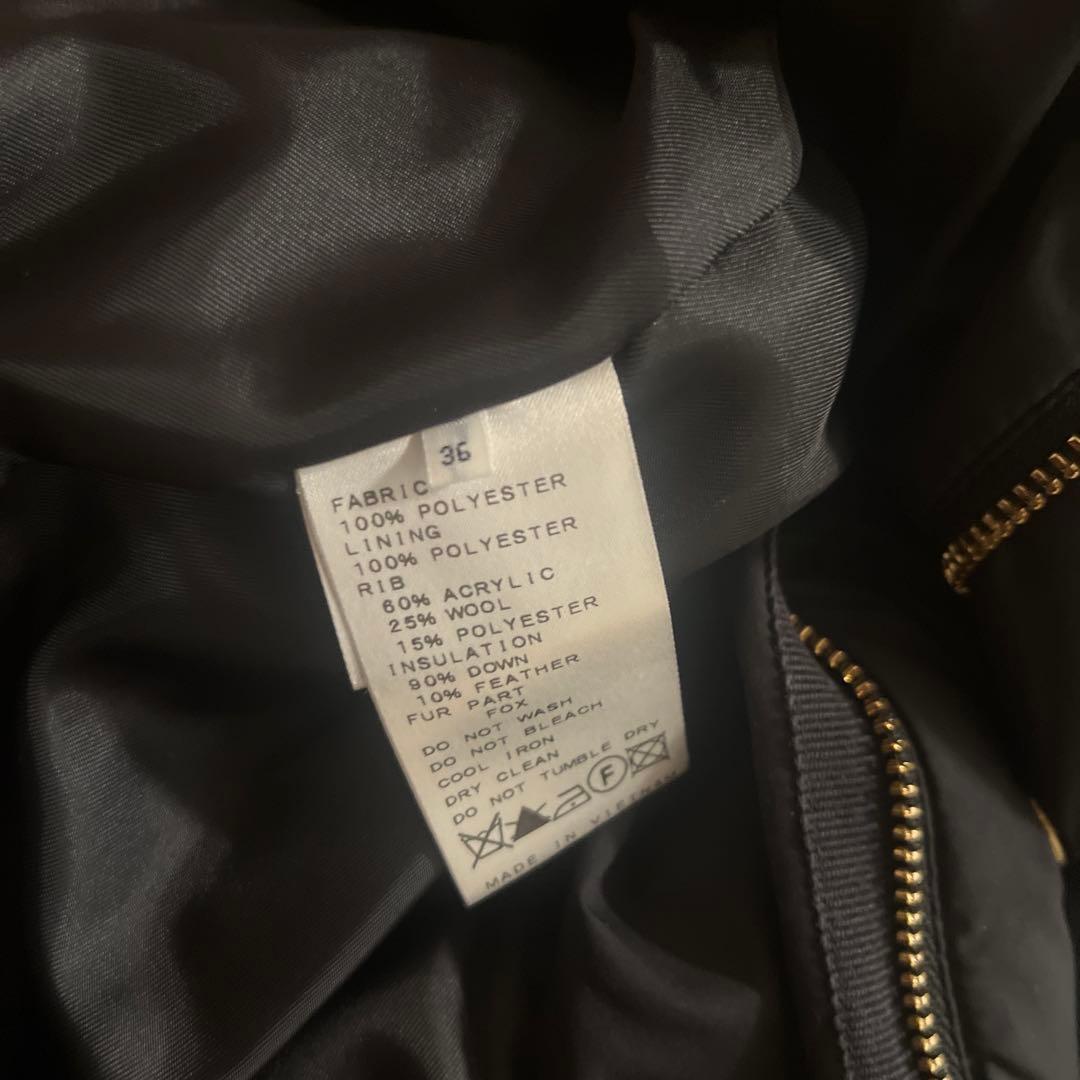 36
FABRIC
100% POLYESTER
LINING
100% POLYESTER
RIB
60% ACRYLIC
25% WOOL
15% POLYESTER
INSULATION
90% DOWN
10% FEATHER
FUR PART
FOX
DO NOT WASH
DO NOT BLEACH
COOL IRON
DRY CLEAN
DO NOT TUMBLE DRY
F
MADE IN VIETNAM